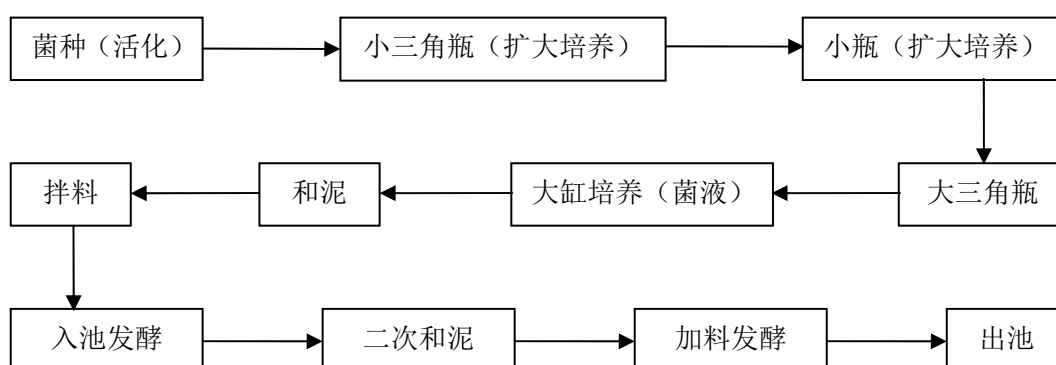 菌种（活化）
小三角瓶（扩大培养）
小瓶（扩大培养）
大三角瓶
大缸培养（菌液）
和泥
拌料
入池发酵
二次和泥
加料发酵
出池